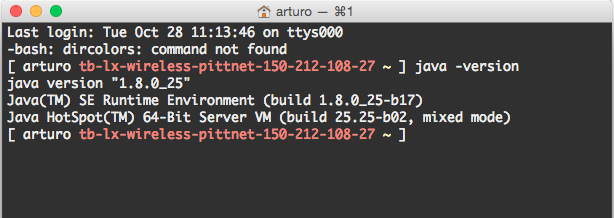 arturo — ⌘1
Last login: Tue Oct 28 11:13:46 on ttys000
-bash: dircolors: command not found
[ arturo tb-lx-wireless-pittnet-150-212-108-27 ~ ] java -version
java version "1.8.0_25"
Java(TM) SE Runtime Environment (build 1.8.0_25-b17)
Java HotSpot(TM) 64-Bit Server VM (build 25.25-b02, mixed mode)
[ arturo tb-lx-wireless-pittnet-150-212-108-27 ~ ]